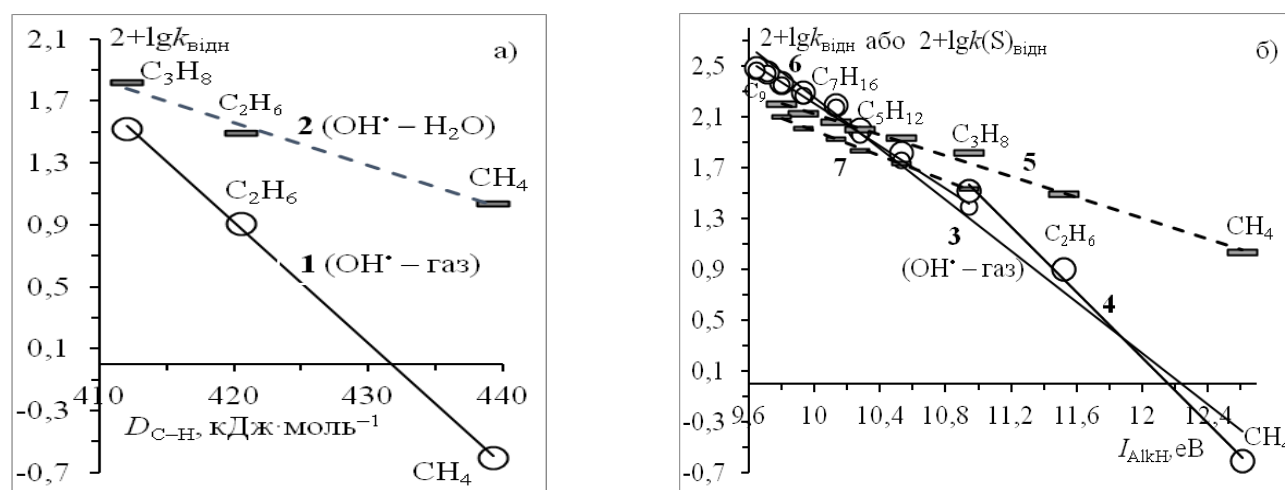 2+lgkвідн
а)
2,1
1,7
1,3
0,9
0,5
0,1
-0,3
-0,7
C₃H₈
C₂H₆
2 (OH• – H₂O)
CH₄
C₂H₆
1 (OH• – газ)
CH₄
410 420 430 440
D_C–H, кДж·моль⁻¹
2+lgkвідн або 2+lgk(S)відн
б)
2,5
2,1
1,7
1,3
0,9
0,5
0,1
-0,3
-0,7
6
C₉
C₇H₁₆
C₅H₁₂
C₃H₈
7
5
CH₄
3
C₂H₆
(OH• – газ)
4
9,6 10 10,4 10,8 11,2 11,6 12 12,4
CH₄
I_AlkH, еВ